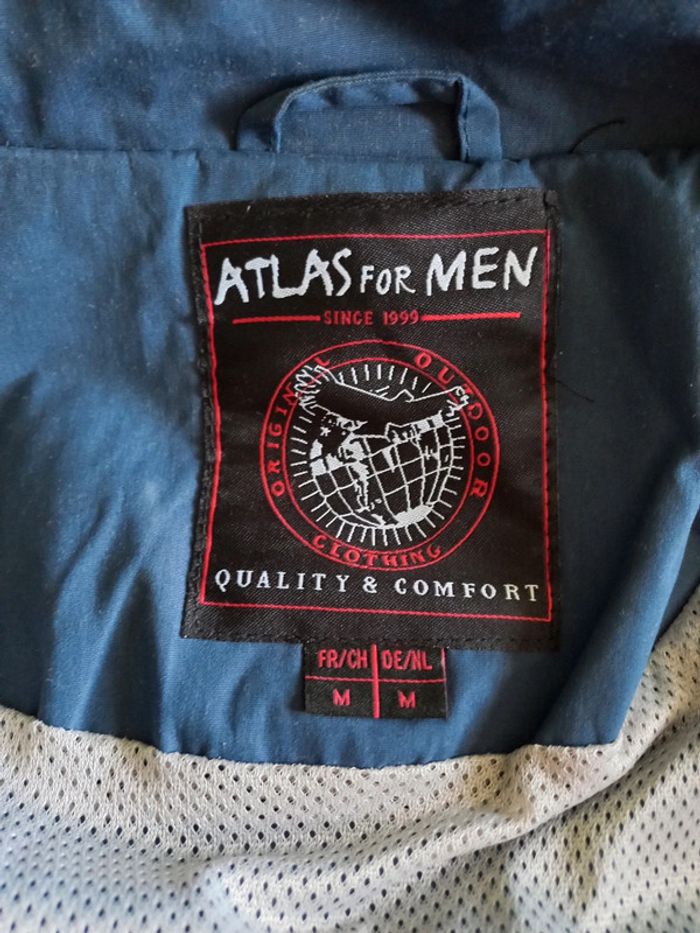 ATLAS FOR MEN
SINCE 1999
ORIGINAL OUTDOOR
CLOTHING
QUALITY & COMFORT
FR/CH DE/NL
M M